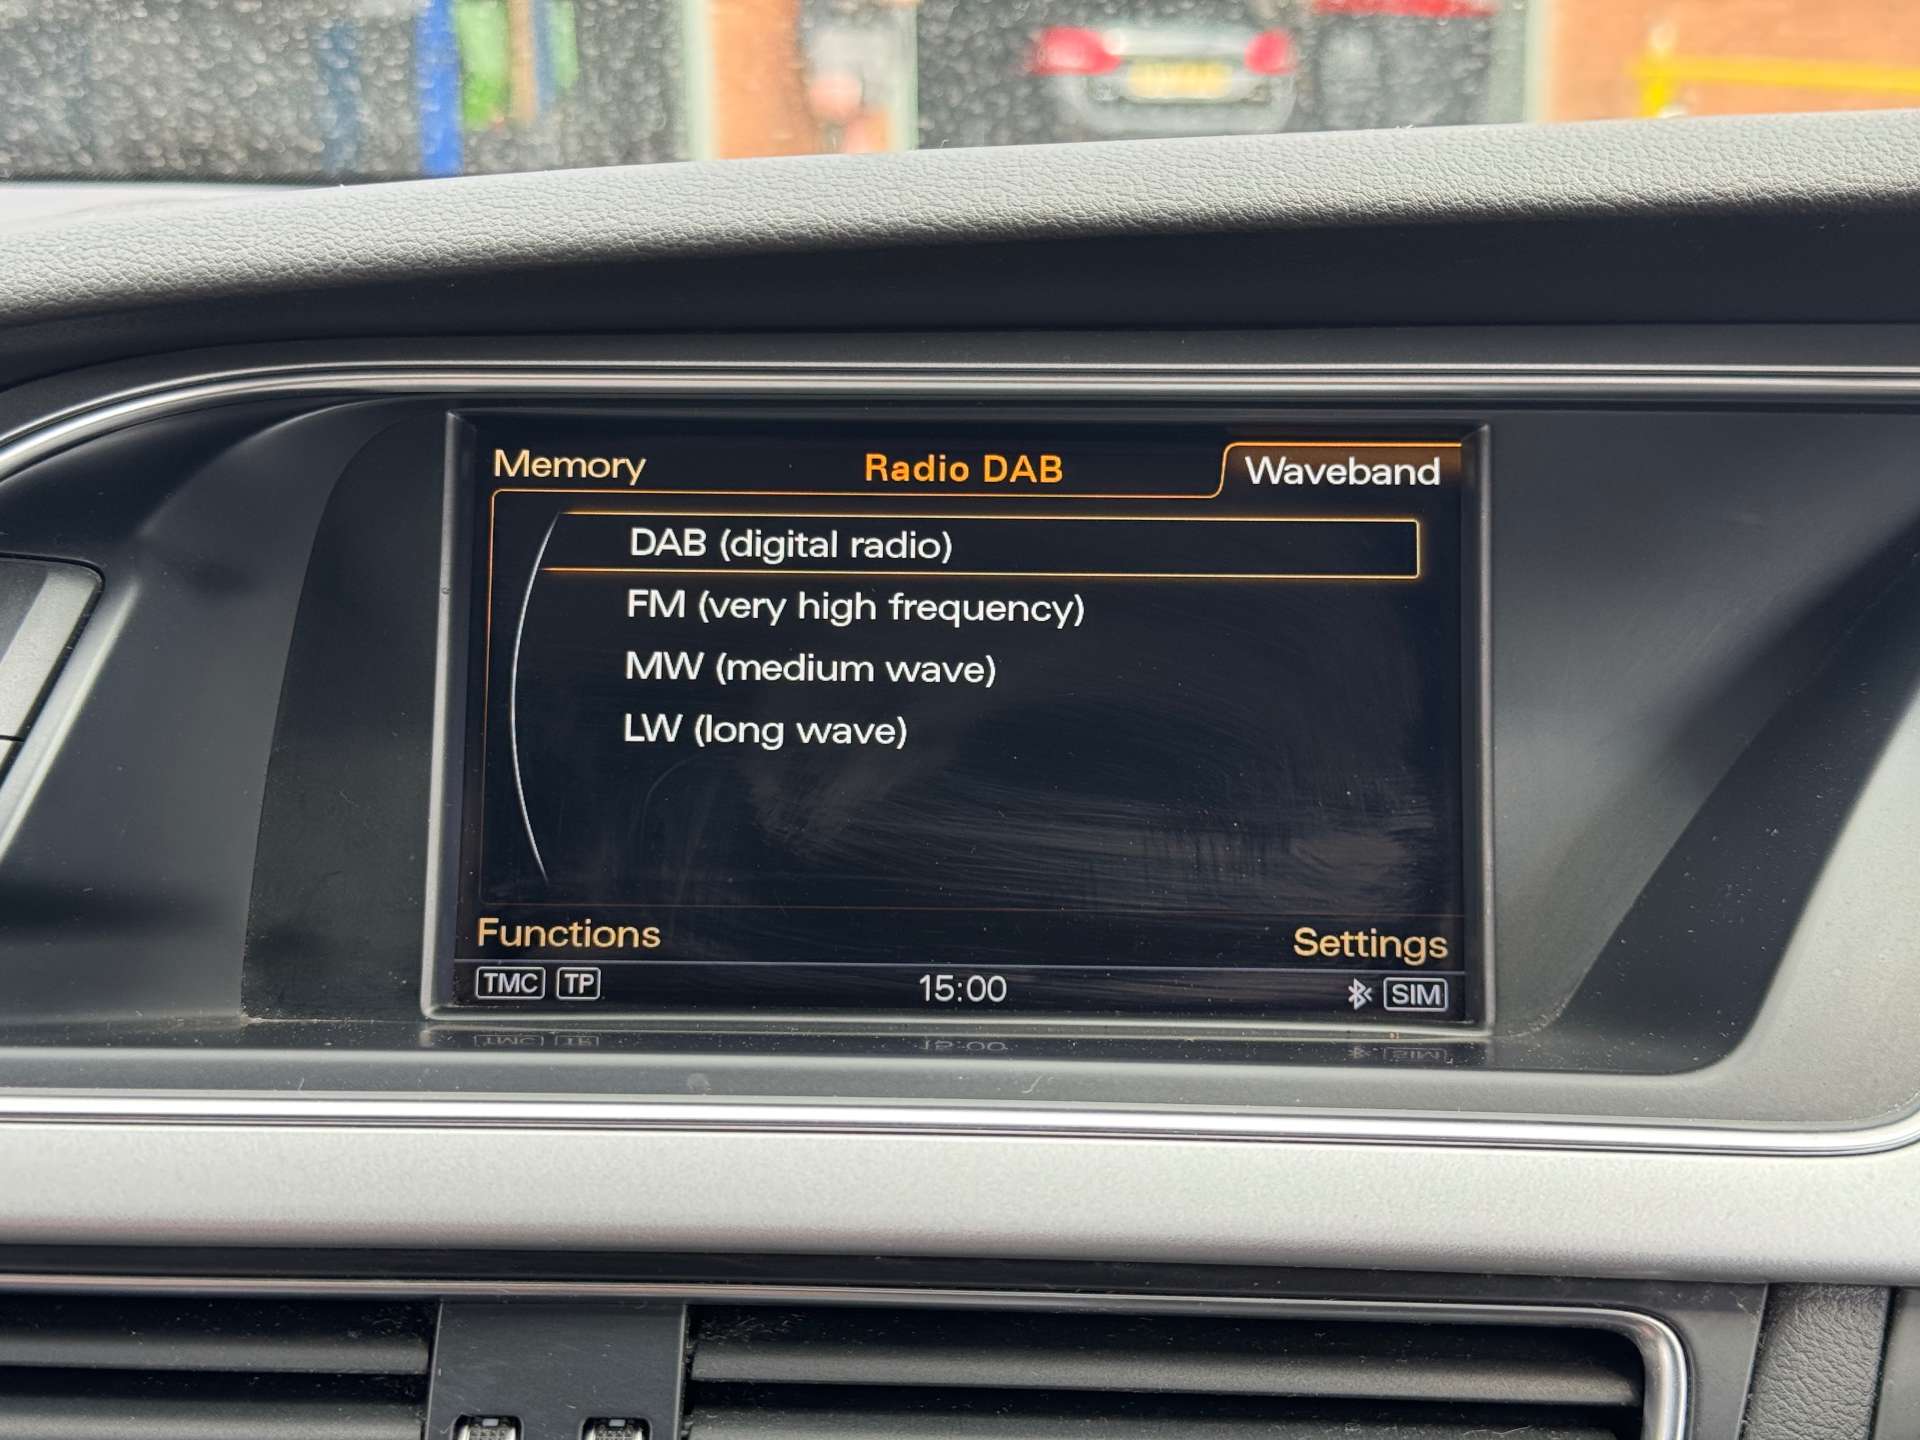 Memory Radio DAB Waveband
DAB (digital radio)
FM (very high frequency)
MW (medium wave)
LW (long wave)
Functions Settings
TMC TP 15:00 SIM